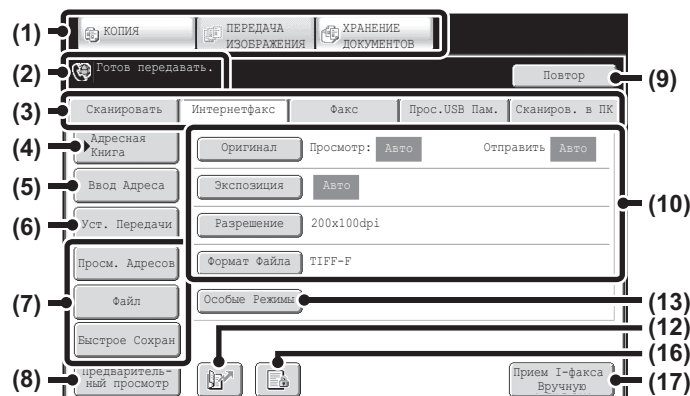 (1) КОПИЯ ПЕРЕДАЧА ИЗОБРАЖЕНИЯ ХРАНЕНИЕ ДОКУМЕНТОВ
(2) Готов передавать. Повтор (9)
(3) Сканировать Интернетфакс Факс Прос.USB Пам. Сканиров. в ПК
(4) Адресная Книга Оригинал Просмотр: Авто Отправить Авто
(5) Ввод Адреса Экспозиция Авто
(10)
(6) Уст. Передачи Разрешение 200x100dpi
Просм. Адресов Формат Файла TIFF-F
(7) Файл Особые Режимы (13)
(12)
Быстрое Сохран
(16)
(8) Предваритель-ный просмотр Прием I-факса Вручную (17)